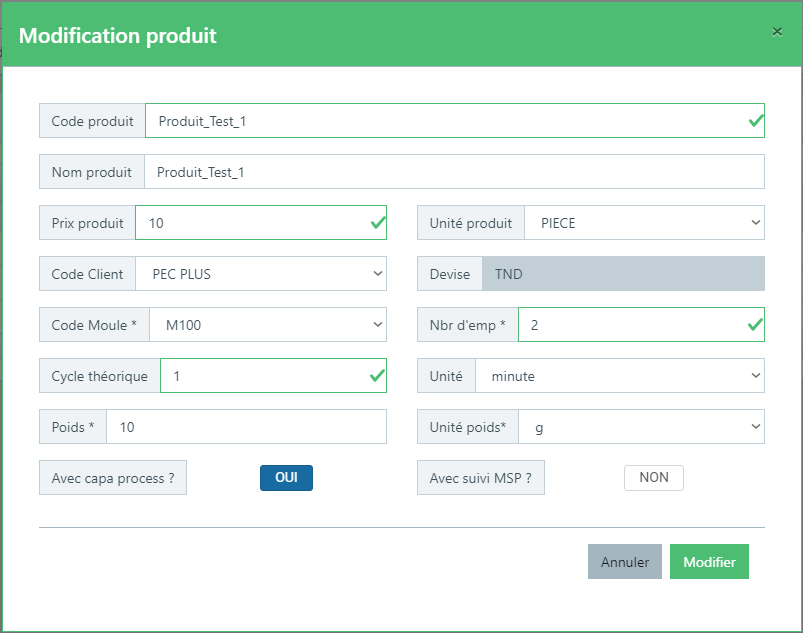 Modification produit ×
Code produit Produit_Test_1
Nom produit Produit_Test_1
Prix produit 10 Unité produit PIECE
Code Client PEC PLUS Devise TND
Code Moule * M100 Nbr d'emp * 2
Cycle théorique 1 Unité minute
Poids * 10 Unité poids* g
Avec capa process ? OUI Avec suivi MSP ? NON
Annuler Modifier